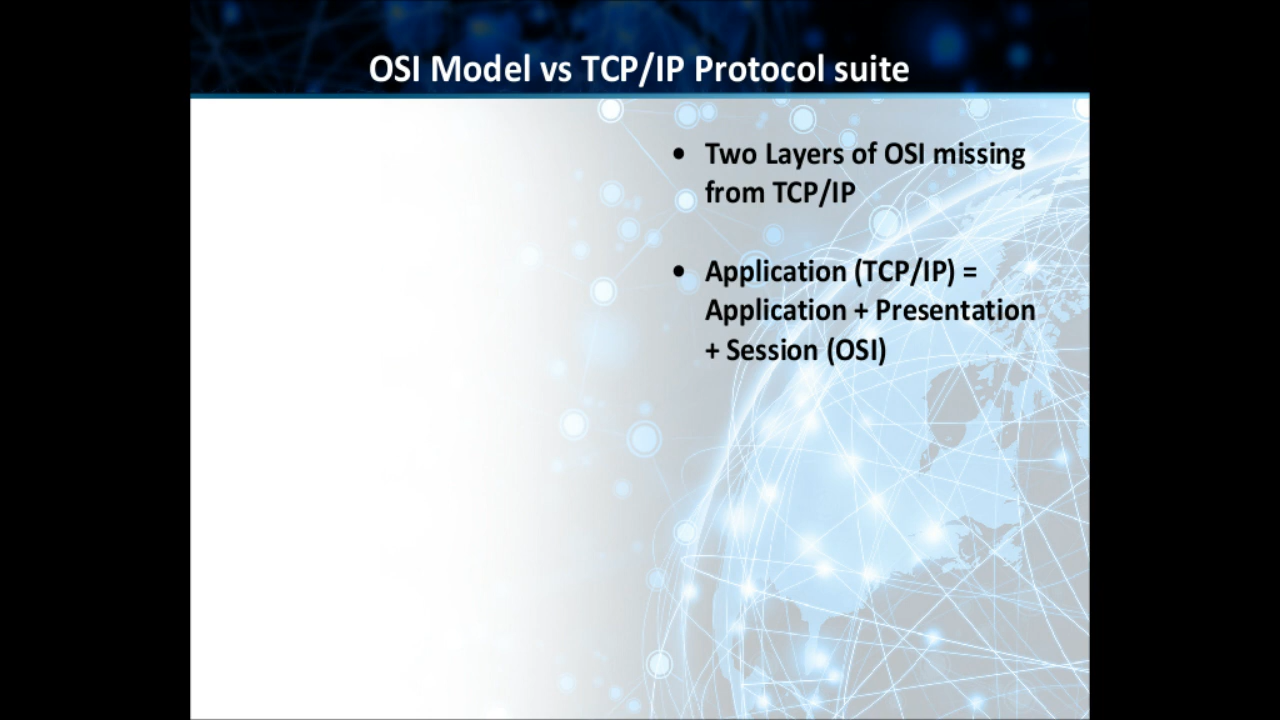 OSI Model vs TCP/IP Protocol suite
• Two Layers of OSI missing
from TCP/IP
• Application (TCP/IP) =
Application + Presentation
+ Session (OSI)